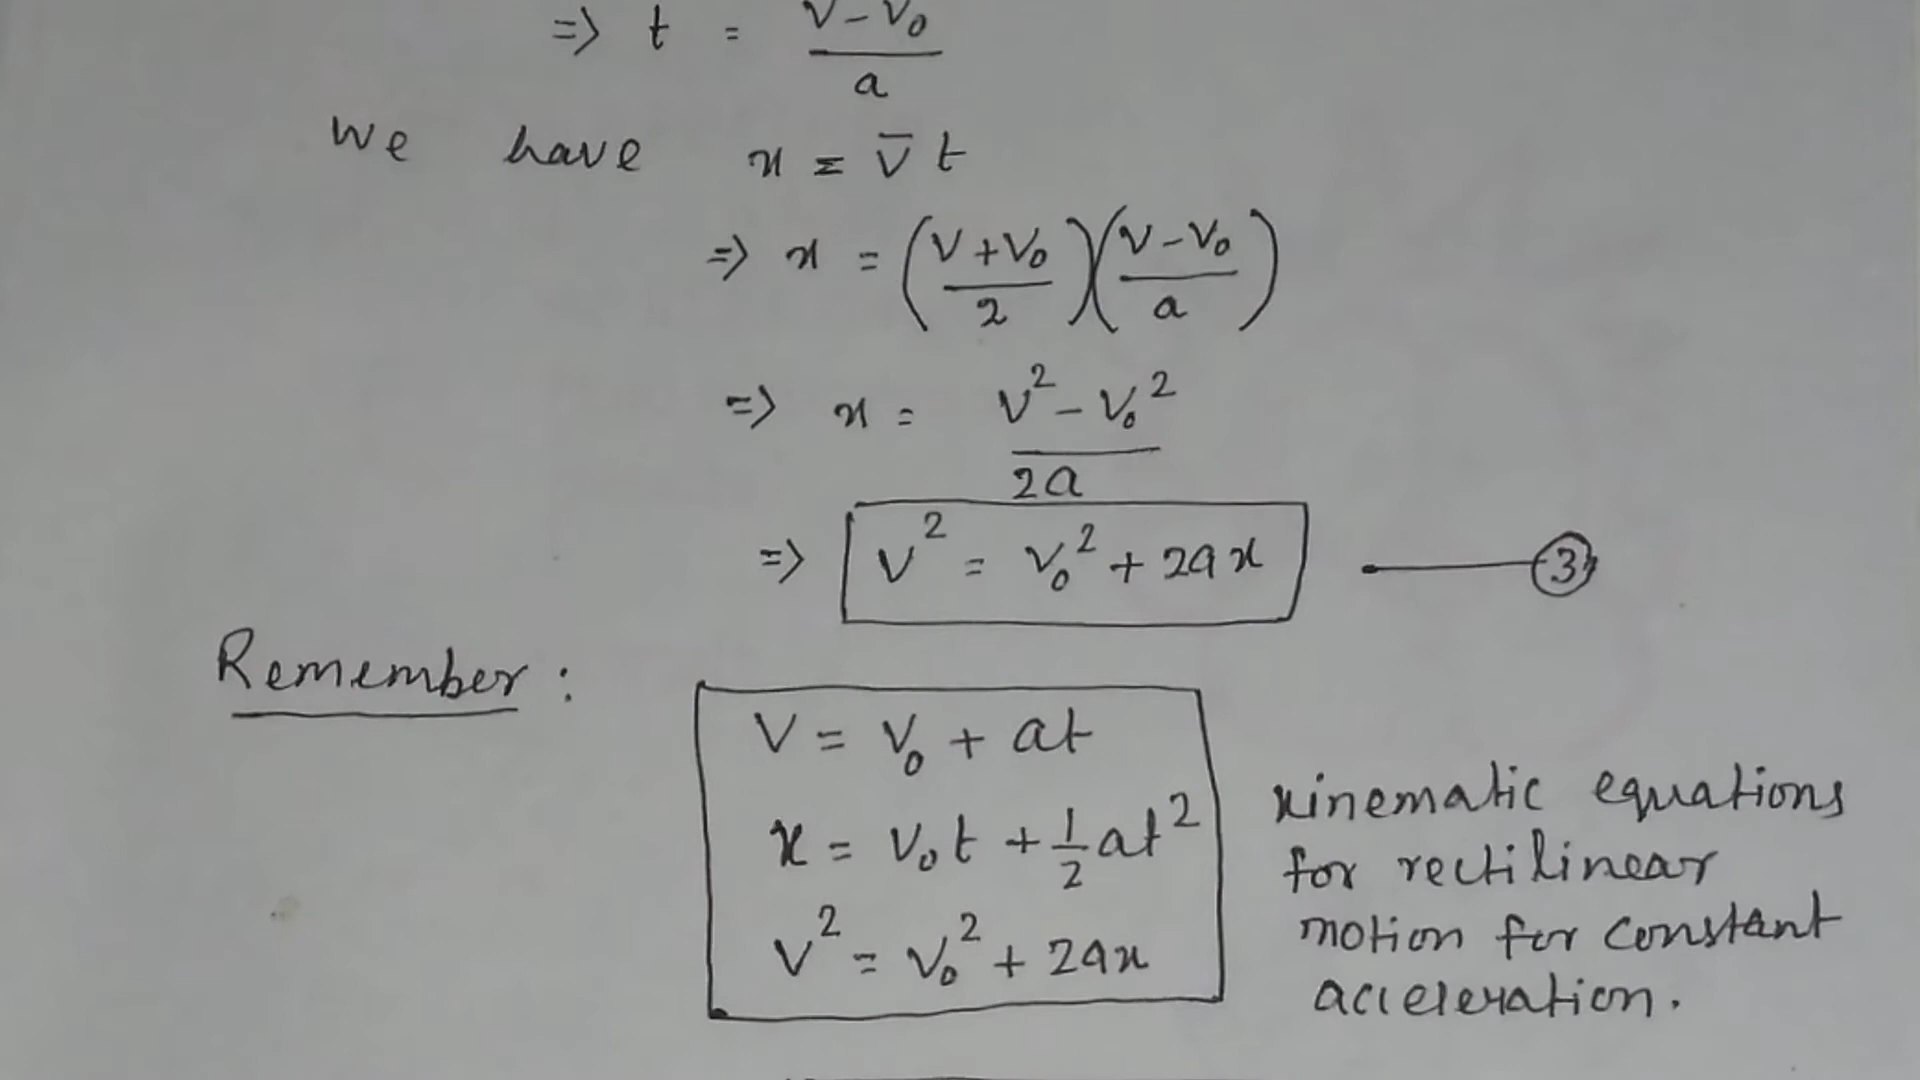 => t = v - v₀ / a
We have x = v̄ t
=> x = (v + v₀ / 2)(v - v₀ / a)
=> x = v² - v₀² / 2a
=> v² = v₀² + 2ax ③
Remember :
v = v₀ + at
x = v₀t + ½at²
v² = v₀² + 2ax
kinematic equations
for rectilinear
motion for constant
acceleration.